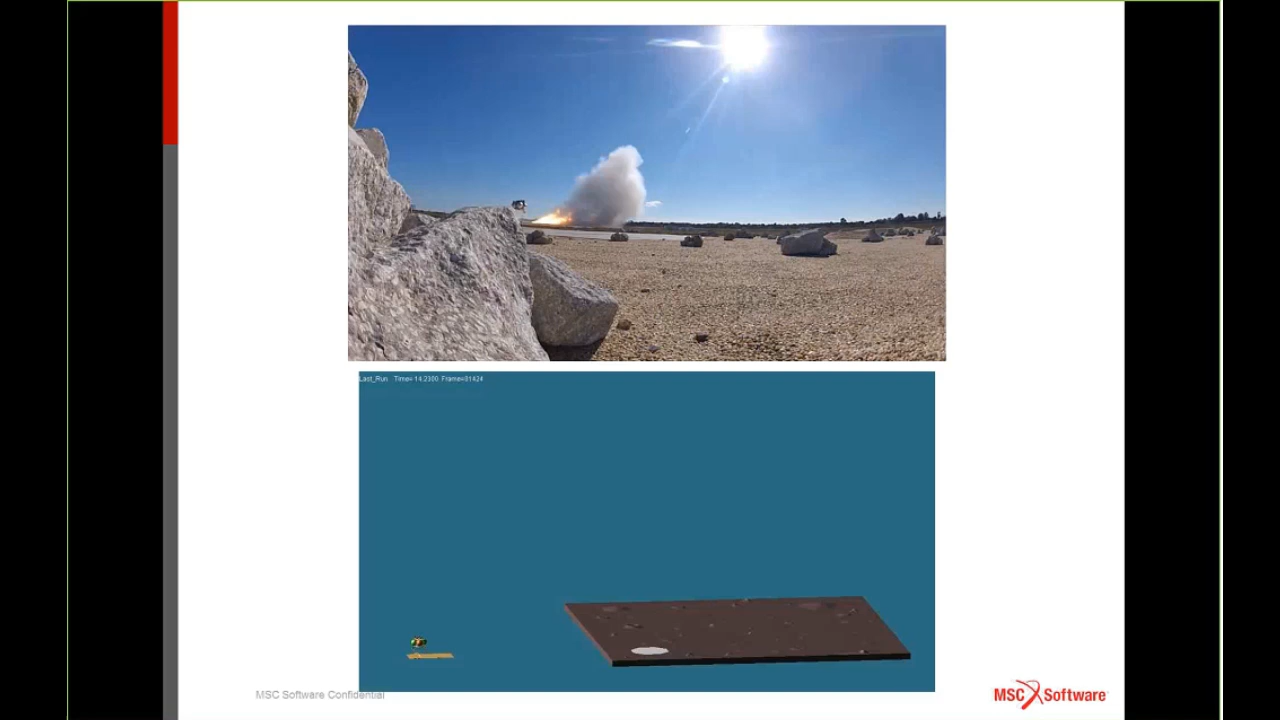 Last_Run Time= 14.2300 Frame=01424
MSC Software Confidential
MSC Software